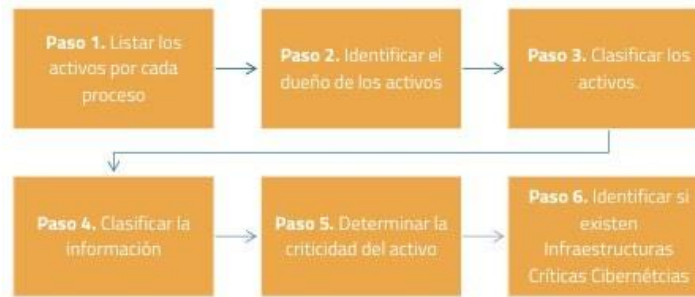 Paso 1. Listar los
activos por cada
proceso
Paso 2. Identificar el
dueño de los activos
Paso 3. Clasificar los
activos.
Paso 4. Clasificar la
información
Paso 5. Determinar la
criticidad del activo
Paso 6. Identificar si
existen
Infraestructuras
Críticas Cibernétcias